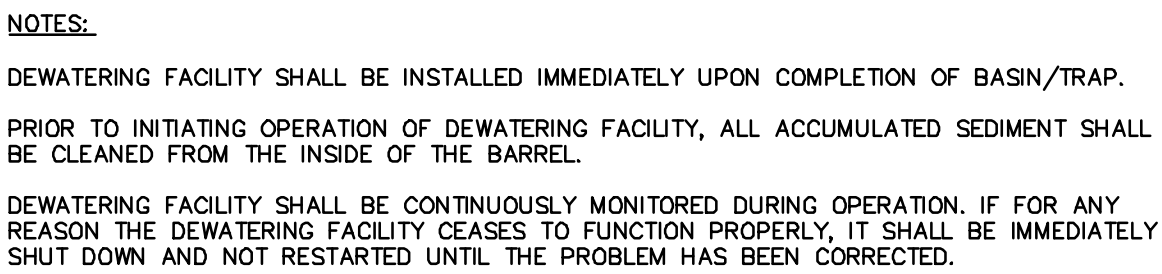 NOTES:
DEWATERING FACILITY SHALL BE INSTALLED IMMEDIATELY UPON COMPLETION OF BASIN/TRAP.
PRIOR TO INITIATING OPERATION OF DEWATERING FACILITY, ALL ACCUMULATED SEDIMENT SHALL
BE CLEANED FROM THE INSIDE OF THE BARREL.
DEWATERING FACILITY SHALL BE CONTINUOUSLY MONITORED DURING OPERATION. IF FOR ANY
REASON THE DEWATERING FACILITY CEASES TO FUNCTION PROPERLY, IT SHALL BE IMMEDIATELY
SHUT DOWN AND NOT RESTARTED UNTIL THE PROBLEM HAS BEEN CORRECTED.